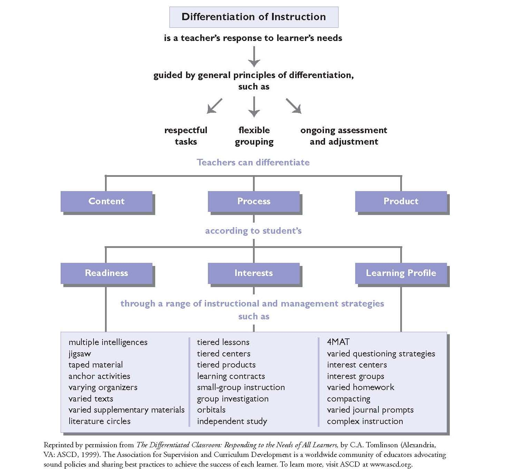 Differentiation of Instruction
is a teacher's response to learner's needs
guided by general principles of differentiation,
such as
respectful
tasks
flexible
grouping
ongoing assessment
and adjustment
Teachers can differentiate
Content
Process
Product
according to student's
Readiness
Interests
Learning Profile
through a range of instructional and management strategies
such as
multiple intelligences
jigsaw
taped material
anchor activities
varying organizers
varied texts
varied supplementary materials
literature circles
tiered lessons
tiered centers
tiered products
learning contracts
small-group instruction
group investigation
orbitals
independent study
4MAT
varied questioning strategies
interest centers
interest groups
varied homework
compacting
varied journal prompts
complex instruction
Reprinted by permission from The Differentiated Classroom: Responding to the Needs of All Learners, by C.A. Tomlinson (Alexandria,
VA: ASCD, 1999). The Association for Supervision and Curriculum Development is a worldwide community of educators advocating
sound policies and sharing best practices to achieve the success of each learner. To learn more, visit ASCD at www.ascd.org.